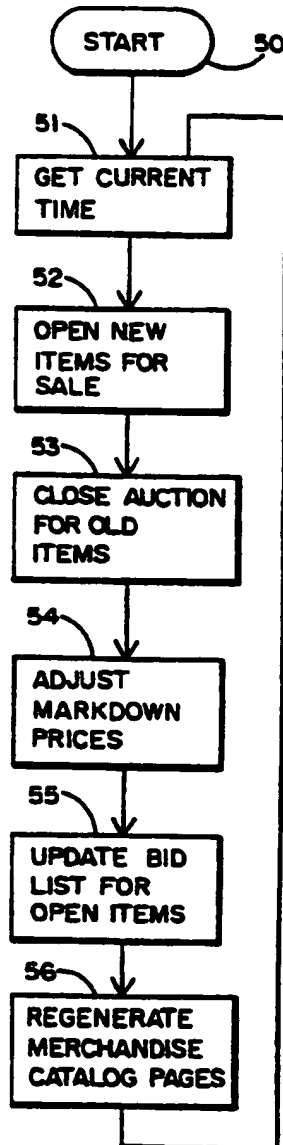 START
50
51
GET CURRENT
TIME
52
OPEN NEW
ITEMS FOR
SALE
53
CLOSE AUCTION
FOR OLD
ITEMS
54
ADJUST
MARKDOWN
PRICES
55
UPDATE BID
LIST FOR
OPEN ITEMS
56
REGENERATE
MERCHANDISE
CATALOG PAGES